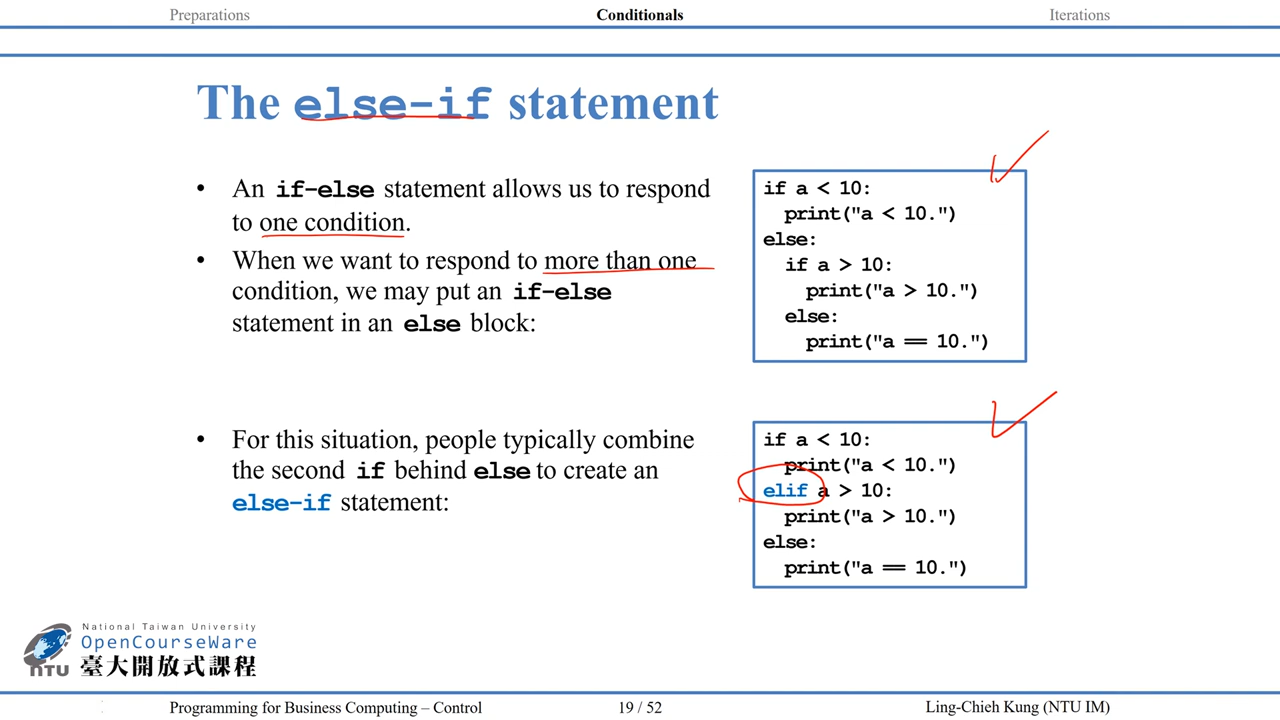 Preparations
Conditionals
Iterations
The else-if statement
• An if-else statement allows us to respond
to one condition.
• When we want to respond to more than one
condition, we may put an if-else
statement in an else block:
if a < 10:
  print("a < 10.")
else:
  if a > 10:
    print("a > 10.")
  else:
    print("a == 10.")
• For this situation, people typically combine
the second if behind else to create an
else-if statement:
if a < 10:
  print("a < 10.")
elif a > 10:
  print("a > 10.")
else:
  print("a == 10.")
National Taiwan University
OpenCourseWare
NTU 臺大開放式課程
Programming for Business Computing – Control
19 / 52
Ling-Chieh Kung (NTU IM)